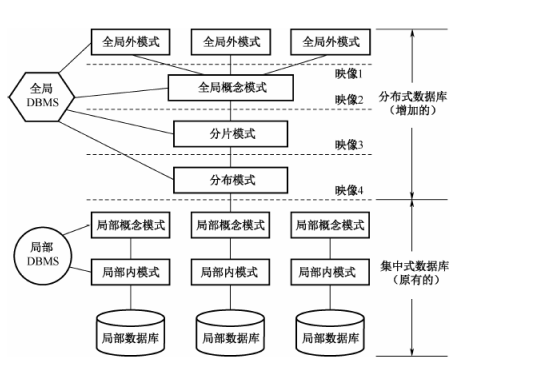 全局外模式
全局外模式
全局外模式
映像1
全局
DBMS
全局概念模式
映像2
分布式数据库
（增加的）
分片模式
映像3
分布模式
映像4
局部概念模式
局部概念模式
局部概念模式
局部
DBMS
局部内模式
局部内模式
局部内模式
集中式数据库
（原有的）
局部数据库
局部数据库
局部数据库